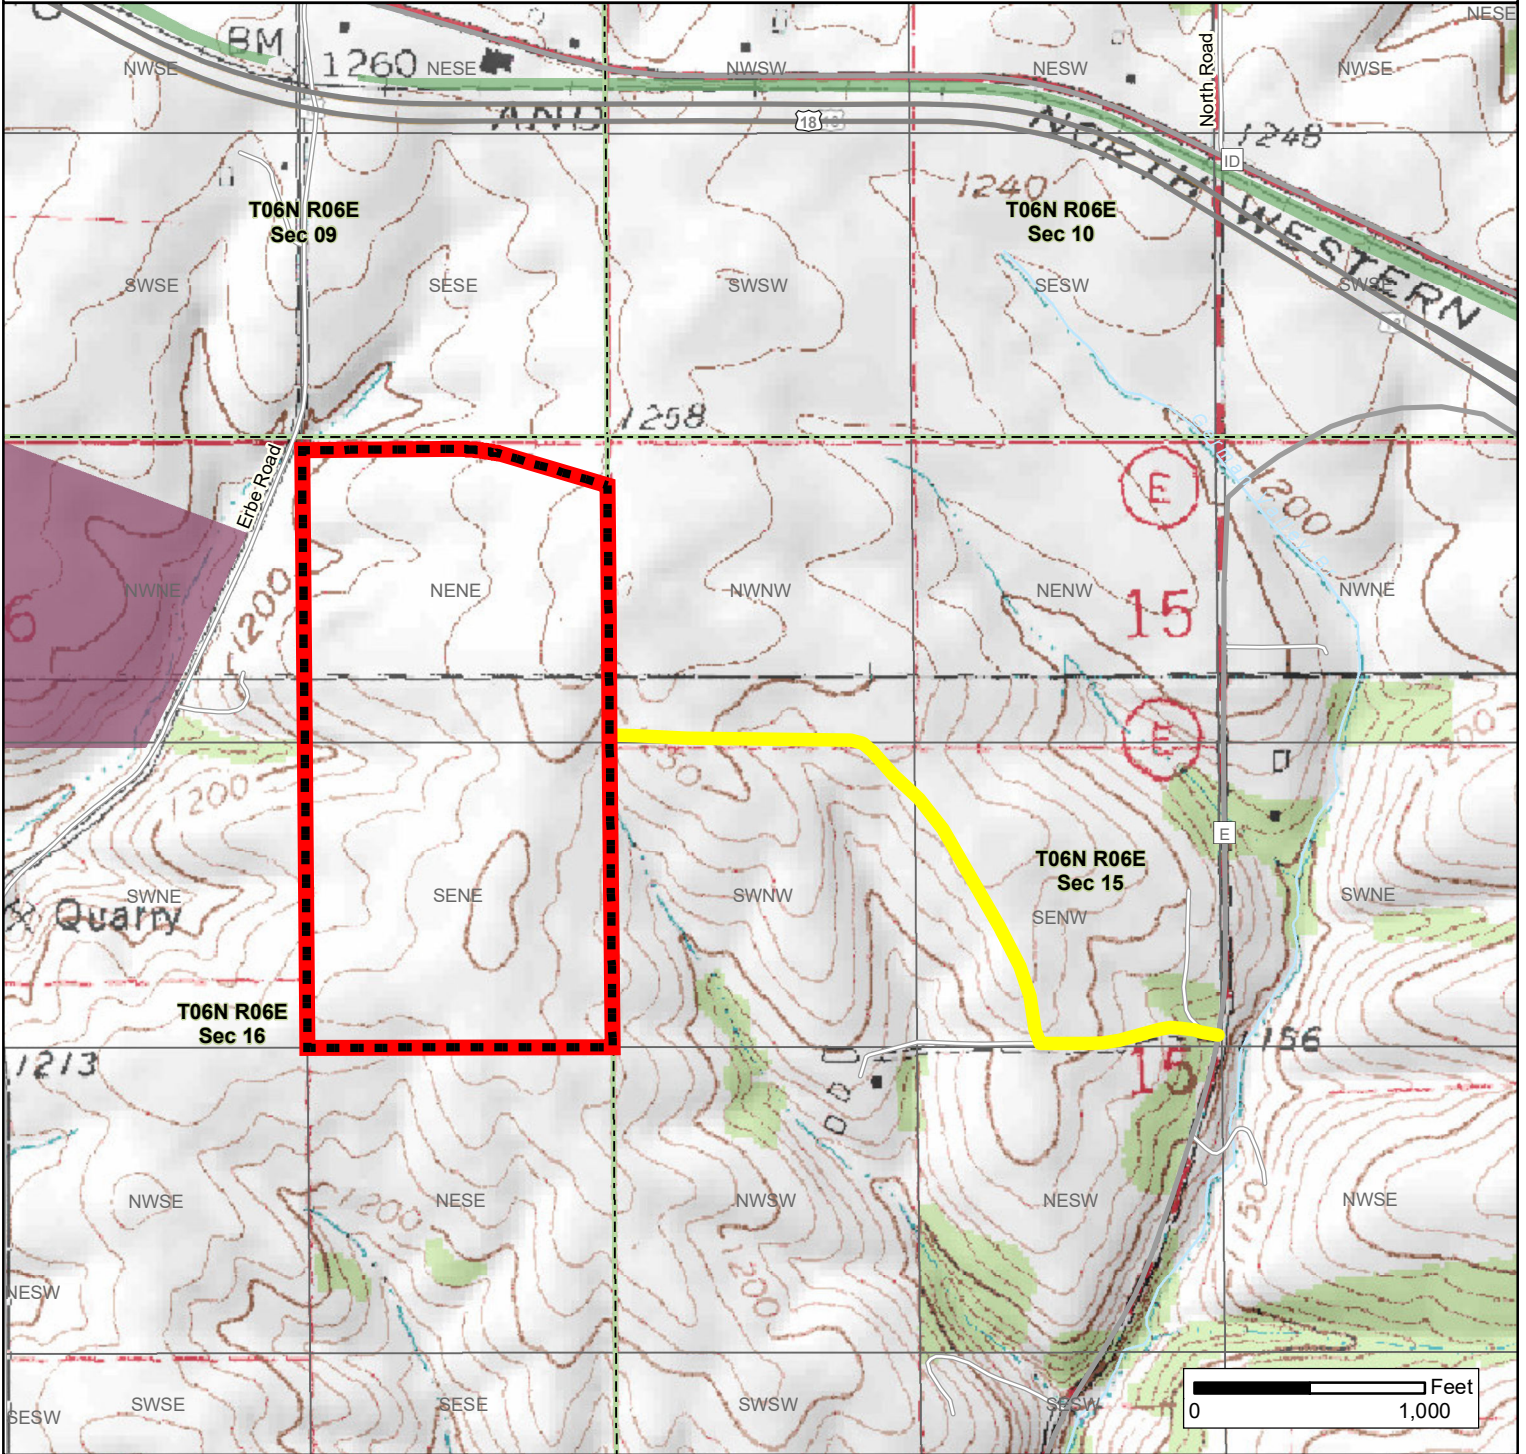 NESE
BM
1260
NWSE
NESE
NWSW
NESW
North Road
NWSE
AND
18
NORTH WESTERN
1248
ID
1240
T06N R06E
Sec 09
T06N R06E
Sec 10
SWSE
SESE
SWSW
SESW
SWSE
1258
Erbe Road
E
1200
NWNE
NENE
NWNW
NENW
NWNE
6
1200
15
E
1200
E
T06N R06E
Sec 15
SWNE
SENE
SWNW
SENW
SWNE
Quarry
T06N R06E
Sec 16
1213
156
15
NWSE
NESE
NWSW
NESW
NWSE
1200
150
NESW
1200
SESW
SWSE
SESE
SWSW
SESW
Feet
0 1,000